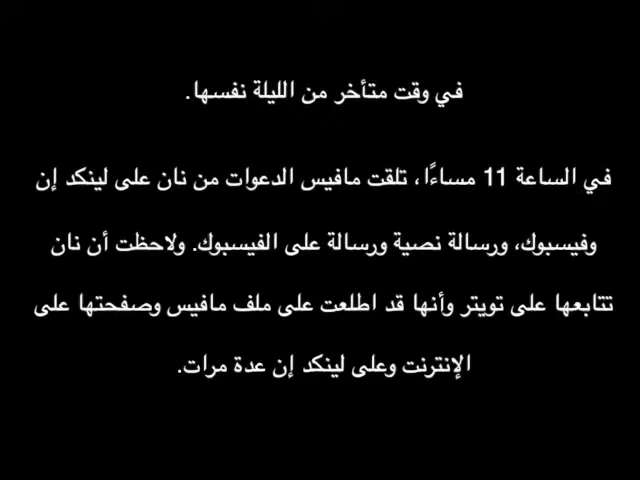 في وقت متأخر من الليلة نفسها.
في الساعة 11 مساءًا، تلقت مافيس الدعوات من نان على لينكد إن
وفيسبوك، ورسالة نصية ورسالة على الفيسبوك. ولاحظت أن نان
تتابعها على تويتر وأنها قد اطلعت على ملف مافيس وصفحتها على
الإنترنت وعلى لينكد إن عدة مرات.